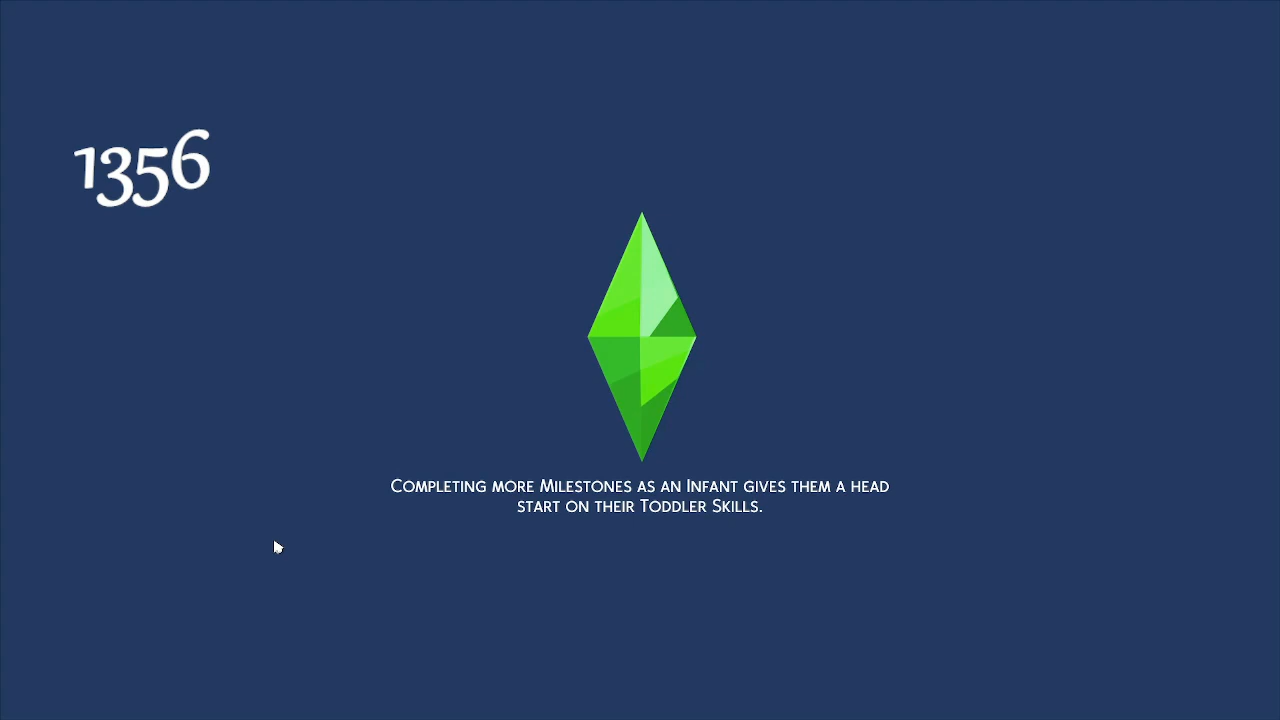 1356
Completing more Milestones as an Infant gives them a head
start on their Toddler Skills.